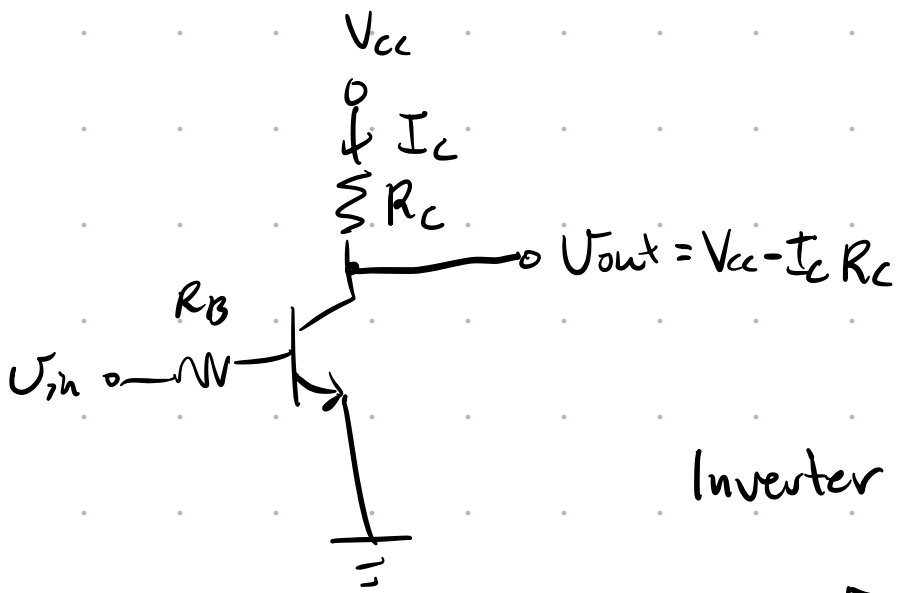 Vcc
Ic
Rc
Vout = Vcc - Ic Rc
RB
Vin
Inverter